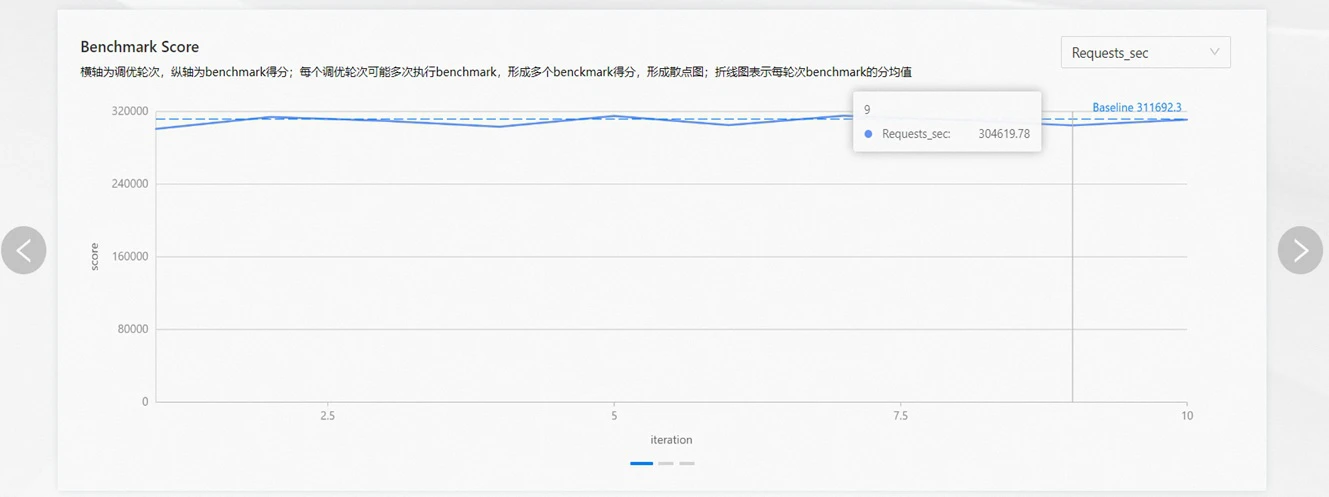 Benchmark Score
Requests_sec
横轴为调优轮次，纵轴为benchmark得分；每个调优轮次可能多次执行benchmark，形成多个benckmark得分，形成散点图；折线图表示每轮次benchmark的分均值
320000
240000
160000
80000
0
score
Baseline 311692.3
9
Requests_sec: 304619.78
2.5
5
7.5
10
iteration